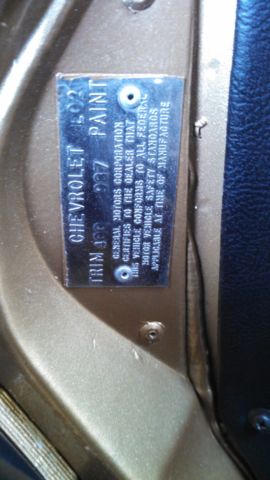 CHEVROLET
TRIM 400 987 PAINT
GENERAL MOTORS CORPORATION
CERTIFIES TO THE DEALER THAT
THIS VEHICLE CONFORMS TO ALL FEDERAL
MOTOR VEHICLE SAFETY STANDARDS
APPLICABLE AT TIME OF MANUFACTURE